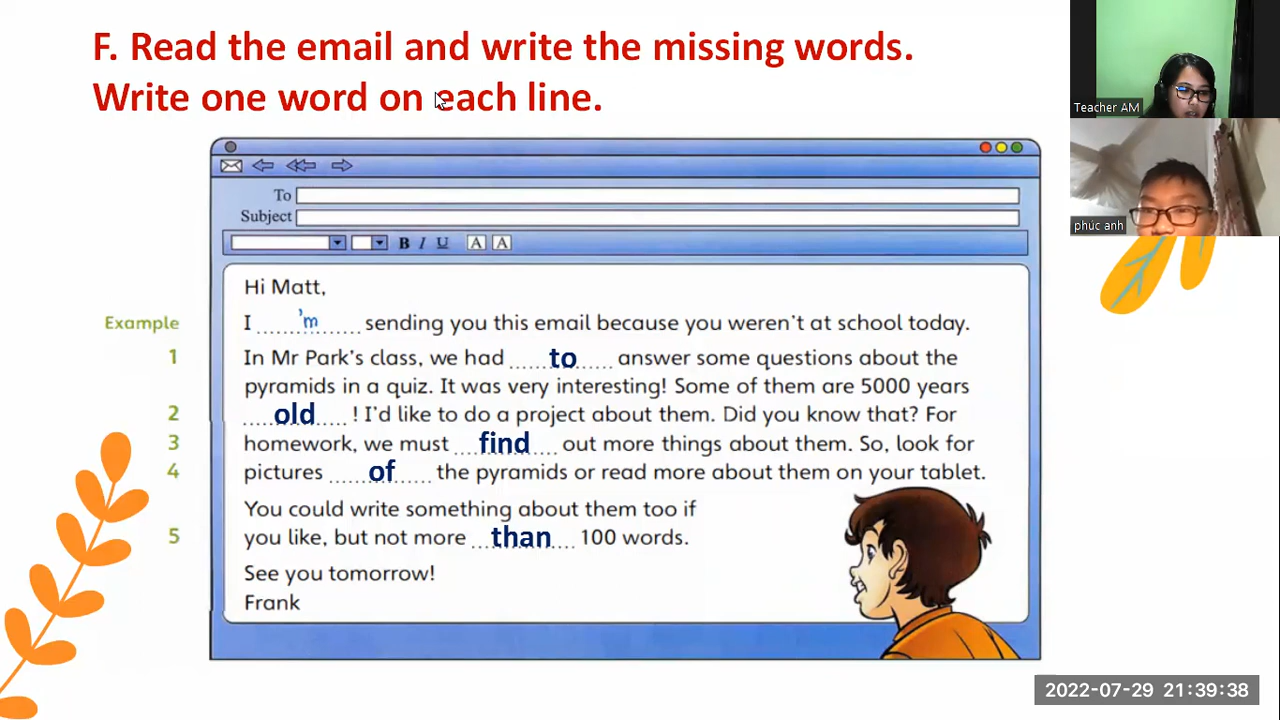 F. Read the email and write the missing words.
Write one word on each line.
Teacher AM
phúc anh
To
Subject
B I U A A
Hi Matt,
Example I 'm sending you this email because you weren't at school today.
1 In Mr Park's class, we had to answer some questions about the
pyramids in a quiz. It was very interesting! Some of them are 5000 years
2 old ! I'd like to do a project about them. Did you know that? For
3 homework, we must find out more things about them. So, look for
4 pictures of the pyramids or read more about them on your tablet.
You could write something about them too if
5 you like, but not more than 100 words.
See you tomorrow!
Frank
2022-07-29 21:39:38